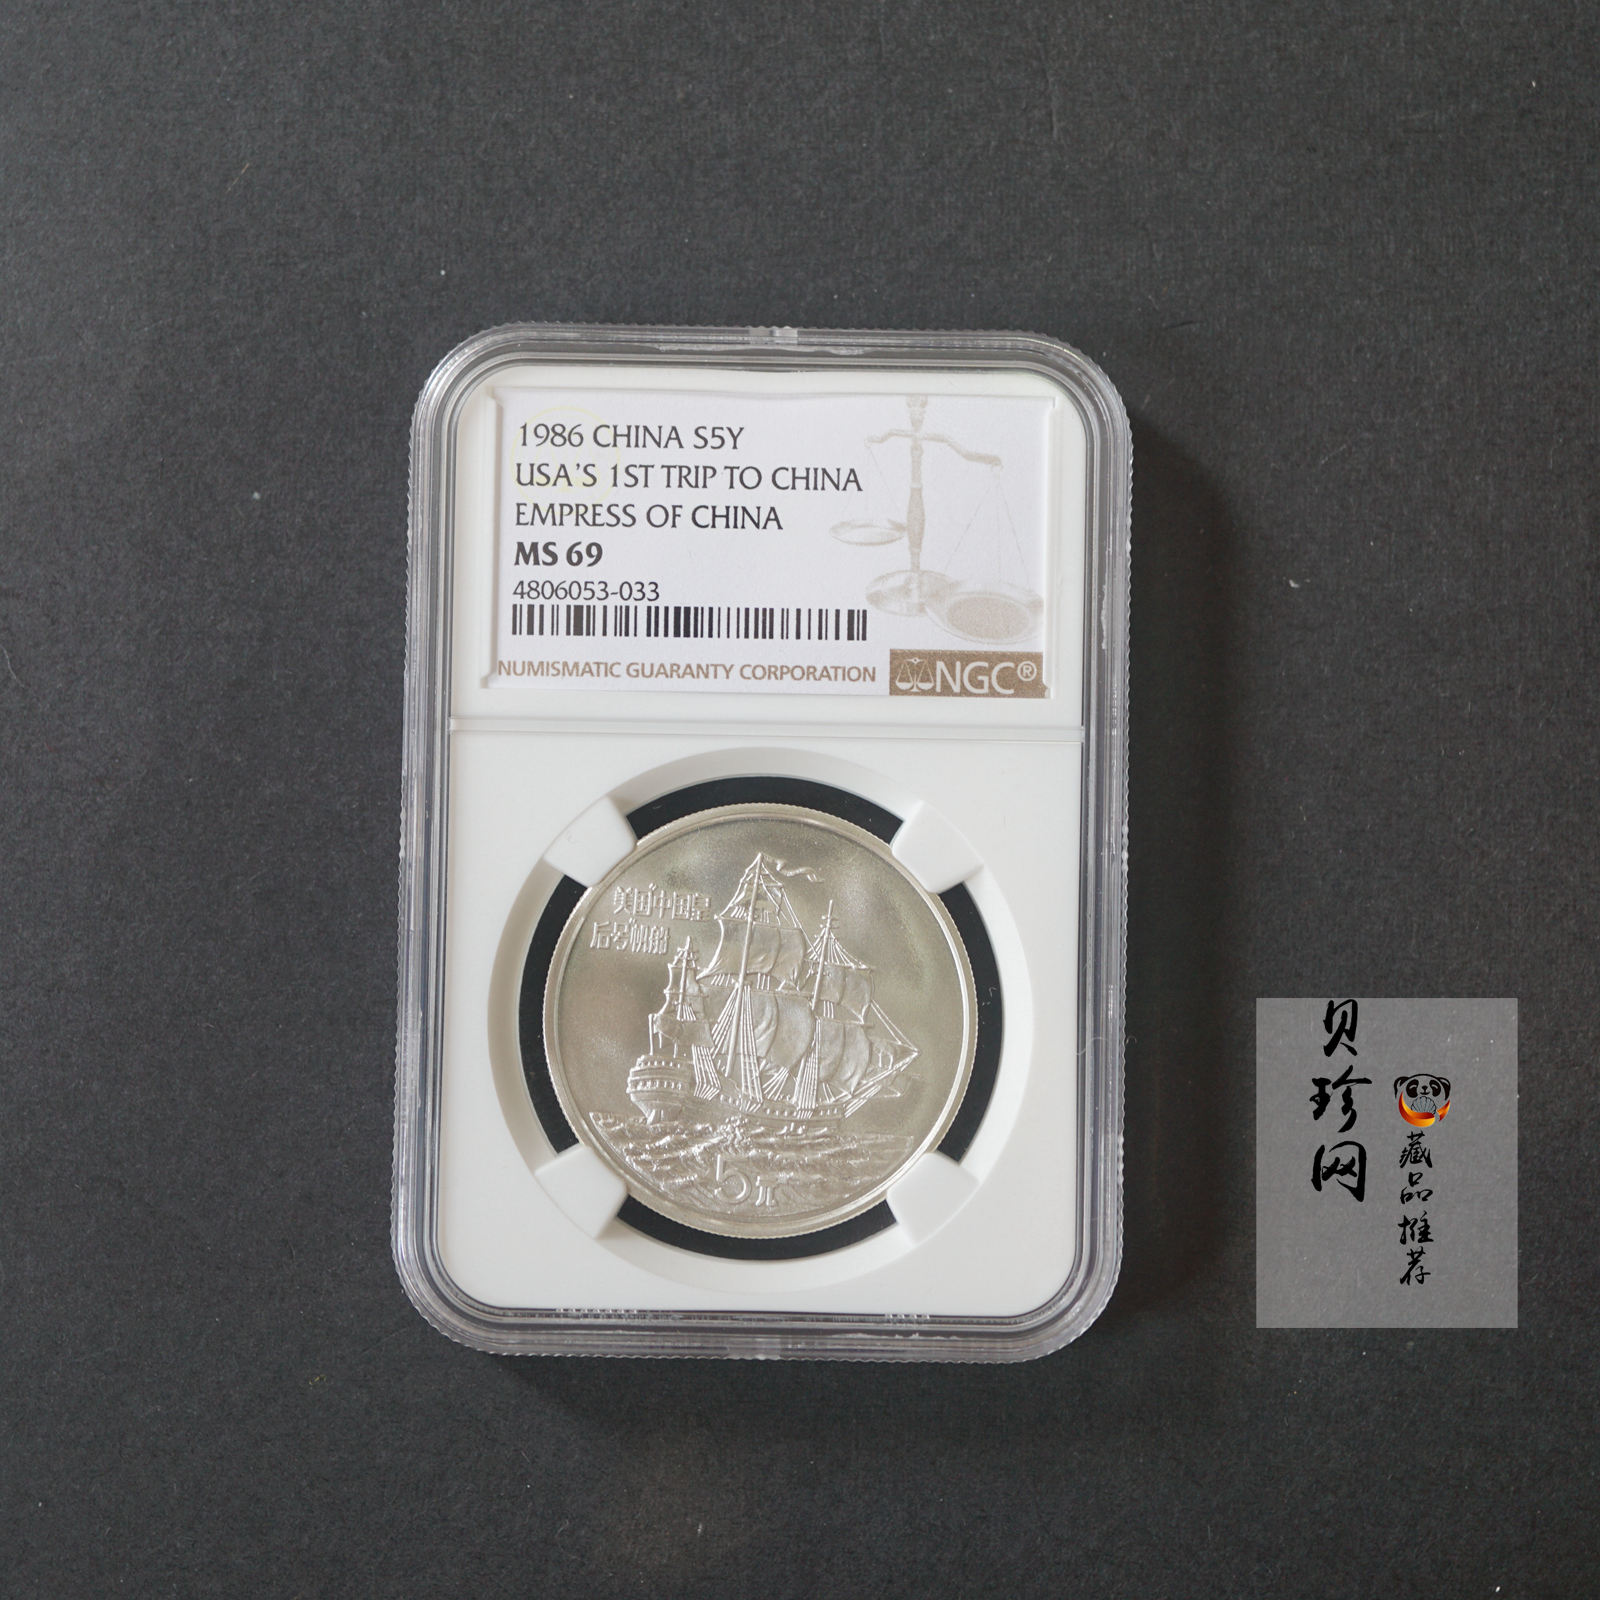 1986 CHINA S5Y
USA'S 1ST TRIP TO CHINA
EMPRESS OF CHINA
MS 69
4806053-033
NUMISMATIC GUARANTY CORPORATION
NGC®
美国"中国皇
后号"帆船
5元
贝珍网
藏品推荐